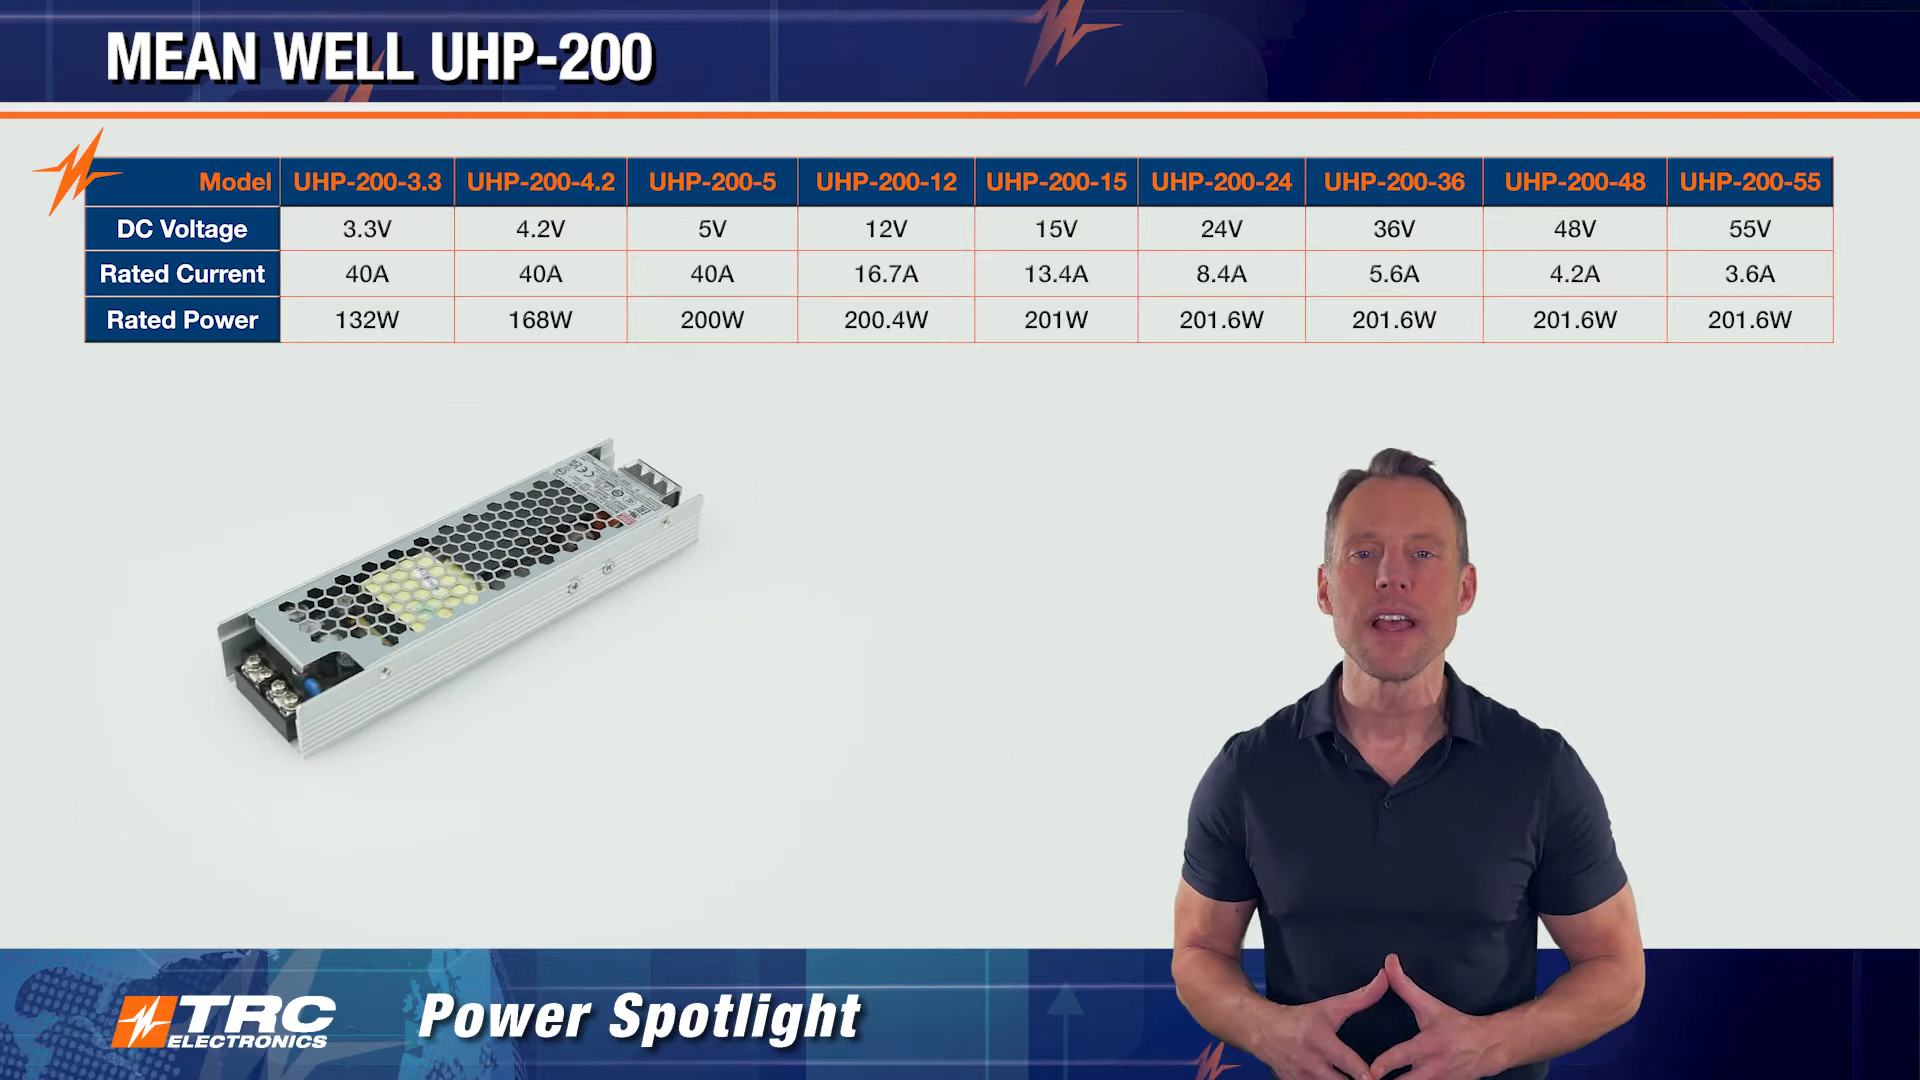 MEAN WELL UHP-200
Model UHP-200-3.3 UHP-200-4.2 UHP-200-5 UHP-200-12 UHP-200-15 UHP-200-24 UHP-200-36 UHP-200-48 UHP-200-55
DC Voltage 3.3V 4.2V 5V 12V 15V 24V 36V 48V 55V
Rated Current 40A 40A 40A 16.7A 13.4A 8.4A 5.6A 4.2A 3.6A
Rated Power 132W 168W 200W 200.4W 201W 201.6W 201.6W 201.6W 201.6W
TRC
ELECTRONICS
Power Spotlight